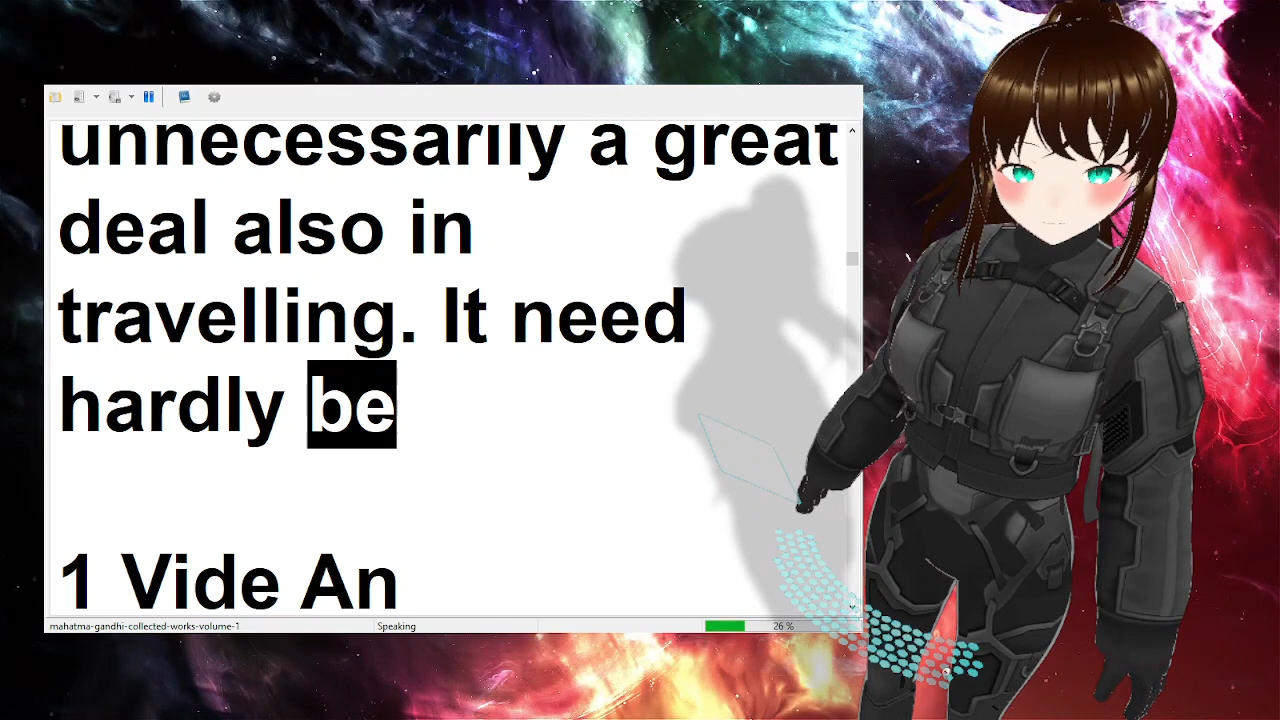 unnecessarily a great
deal also in
travelling. It need
hardly be
1 Vide An
mahatma-gandhi-collected-works-volume-1
Speaking
26 %